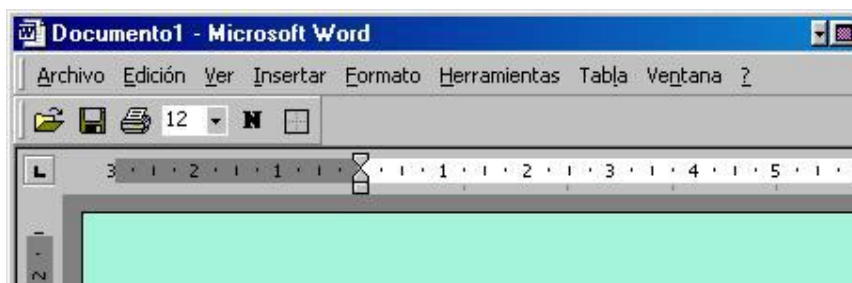 Documento1 - Microsoft Word
Archivo Edición Ver Insertar Formato Herramientas Tabla Ventana ?
12 N
L 3 2 1 1 2 3 4 5
2